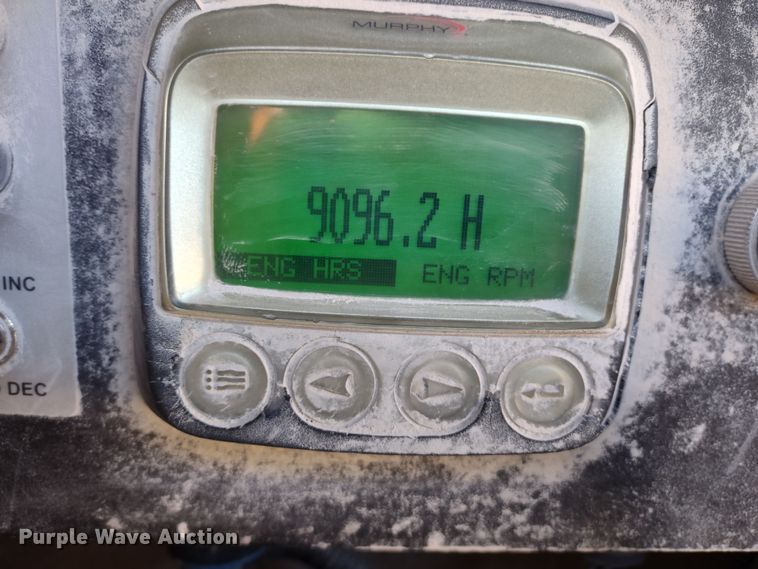 MURPHY
9096.2 H
ENG HRS ENG RPM
INC
DEC
Purple Wave Auction